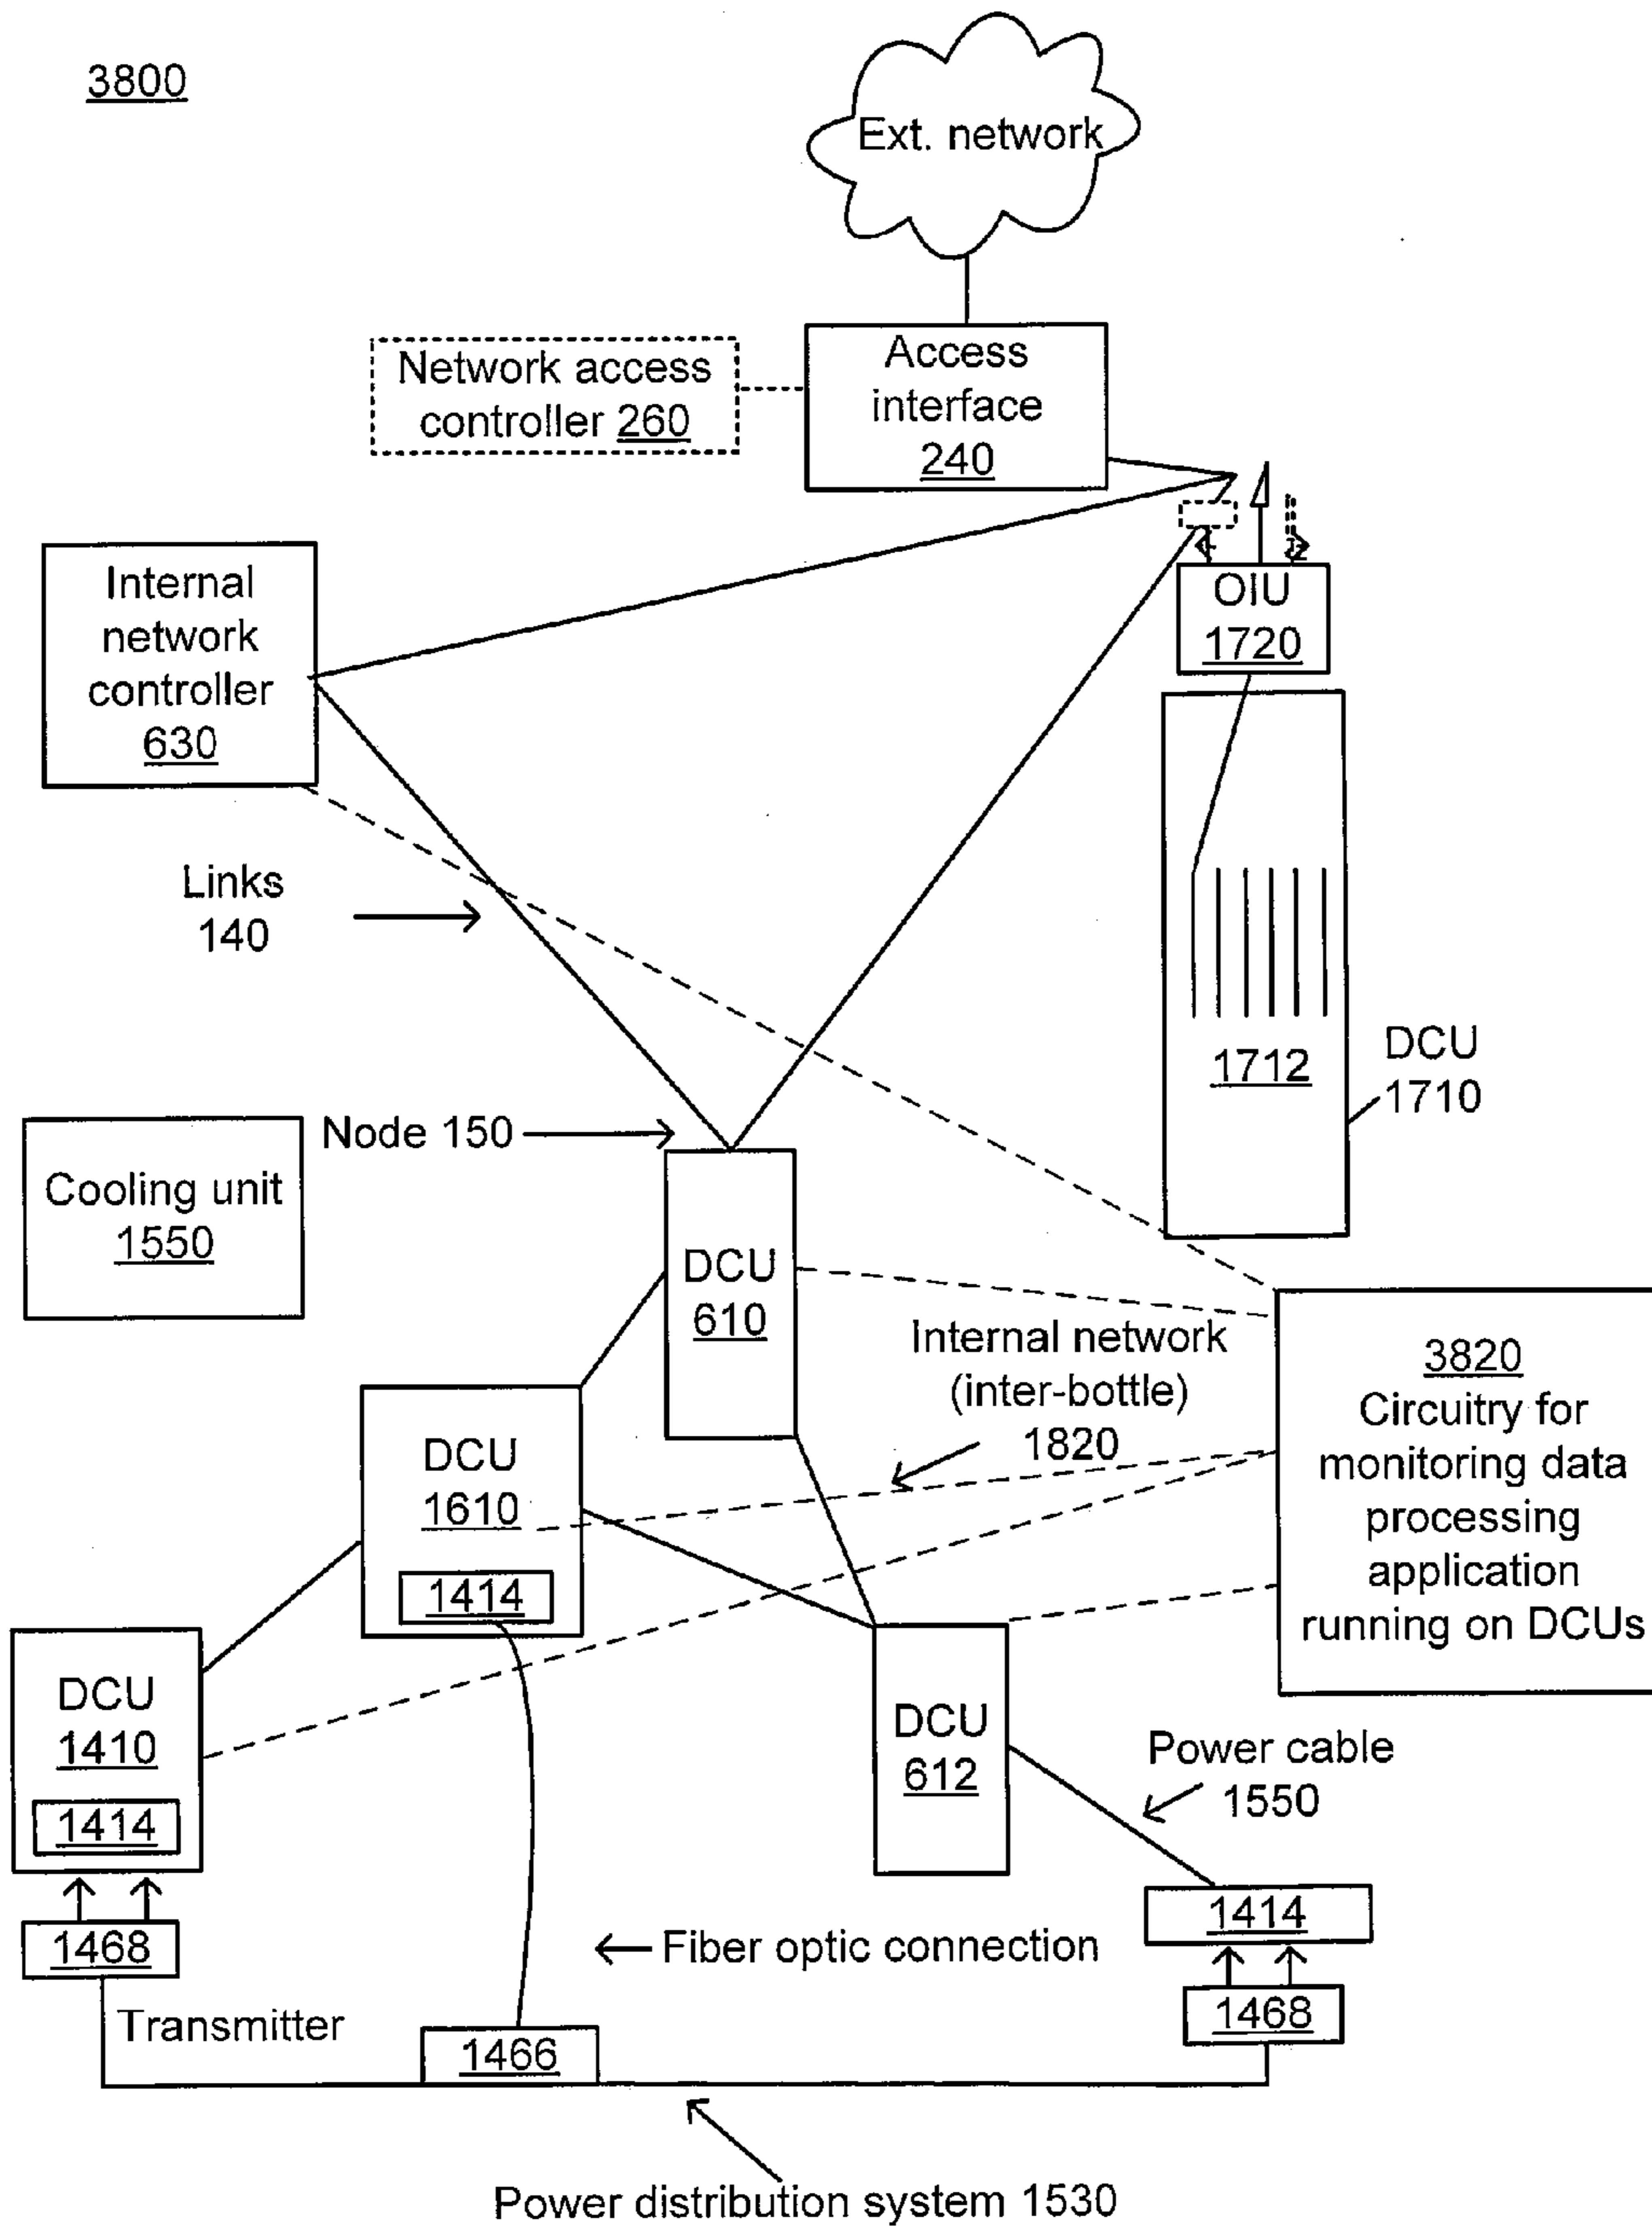 3800
Ext. network
Network access
controller 260
Access
interface
240
Internal
network
controller
630
OIU
1720
Links
140
1712
DCU
1710
Node 150
Cooling unit
1550
DCU
610
Internal network
(inter-bottle)
1820
3820
Circuitry for
monitoring data
processing
application
running on DCUs
DCU
1610
1414
DCU
1410
1414
DCU
612
Power cable
1550
1414
1468
Fiber optic connection
1468
Transmitter
1466
Power distribution system 1530